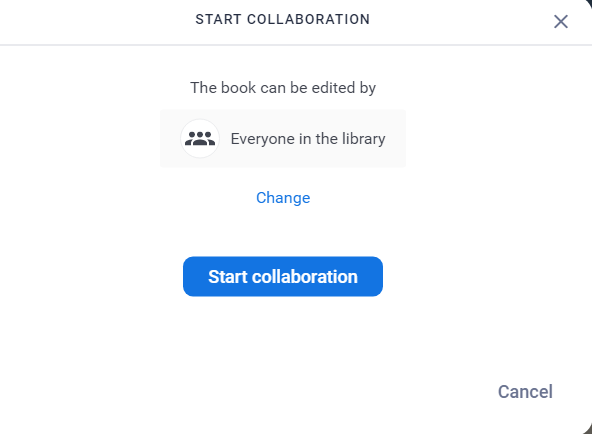 START COLLABORATION
The book can be edited by
Everyone in the library
Change
Start collaboration
Cancel